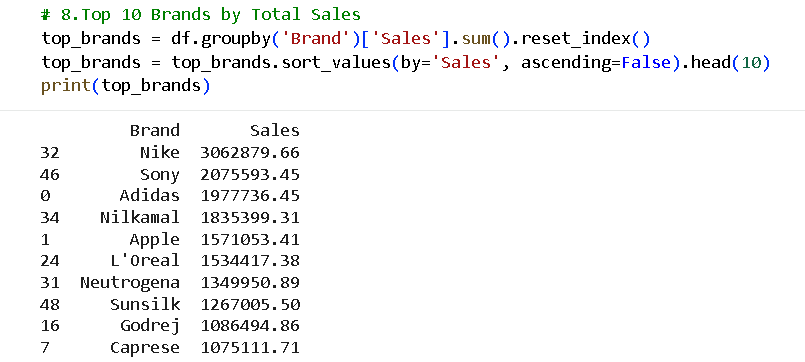 # 8.Top 10 Brands by Total Sales
top_brands = df.groupby('Brand')['Sales'].sum().reset_index()
top_brands = top_brands.sort_values(by='Sales', ascending=False).head(10)
print(top_brands)
Brand Sales
32 Nike 3062879.66
46 Sony 2075593.45
0 Adidas 1977736.45
34 Nilkamal 1835399.31
1 Apple 1571053.41
24 L'Oreal 1534417.38
31 Neutrogena 1349950.89
48 Sunsilk 1267005.50
16 Godrej 1086494.86
7 Caprese 1075111.71